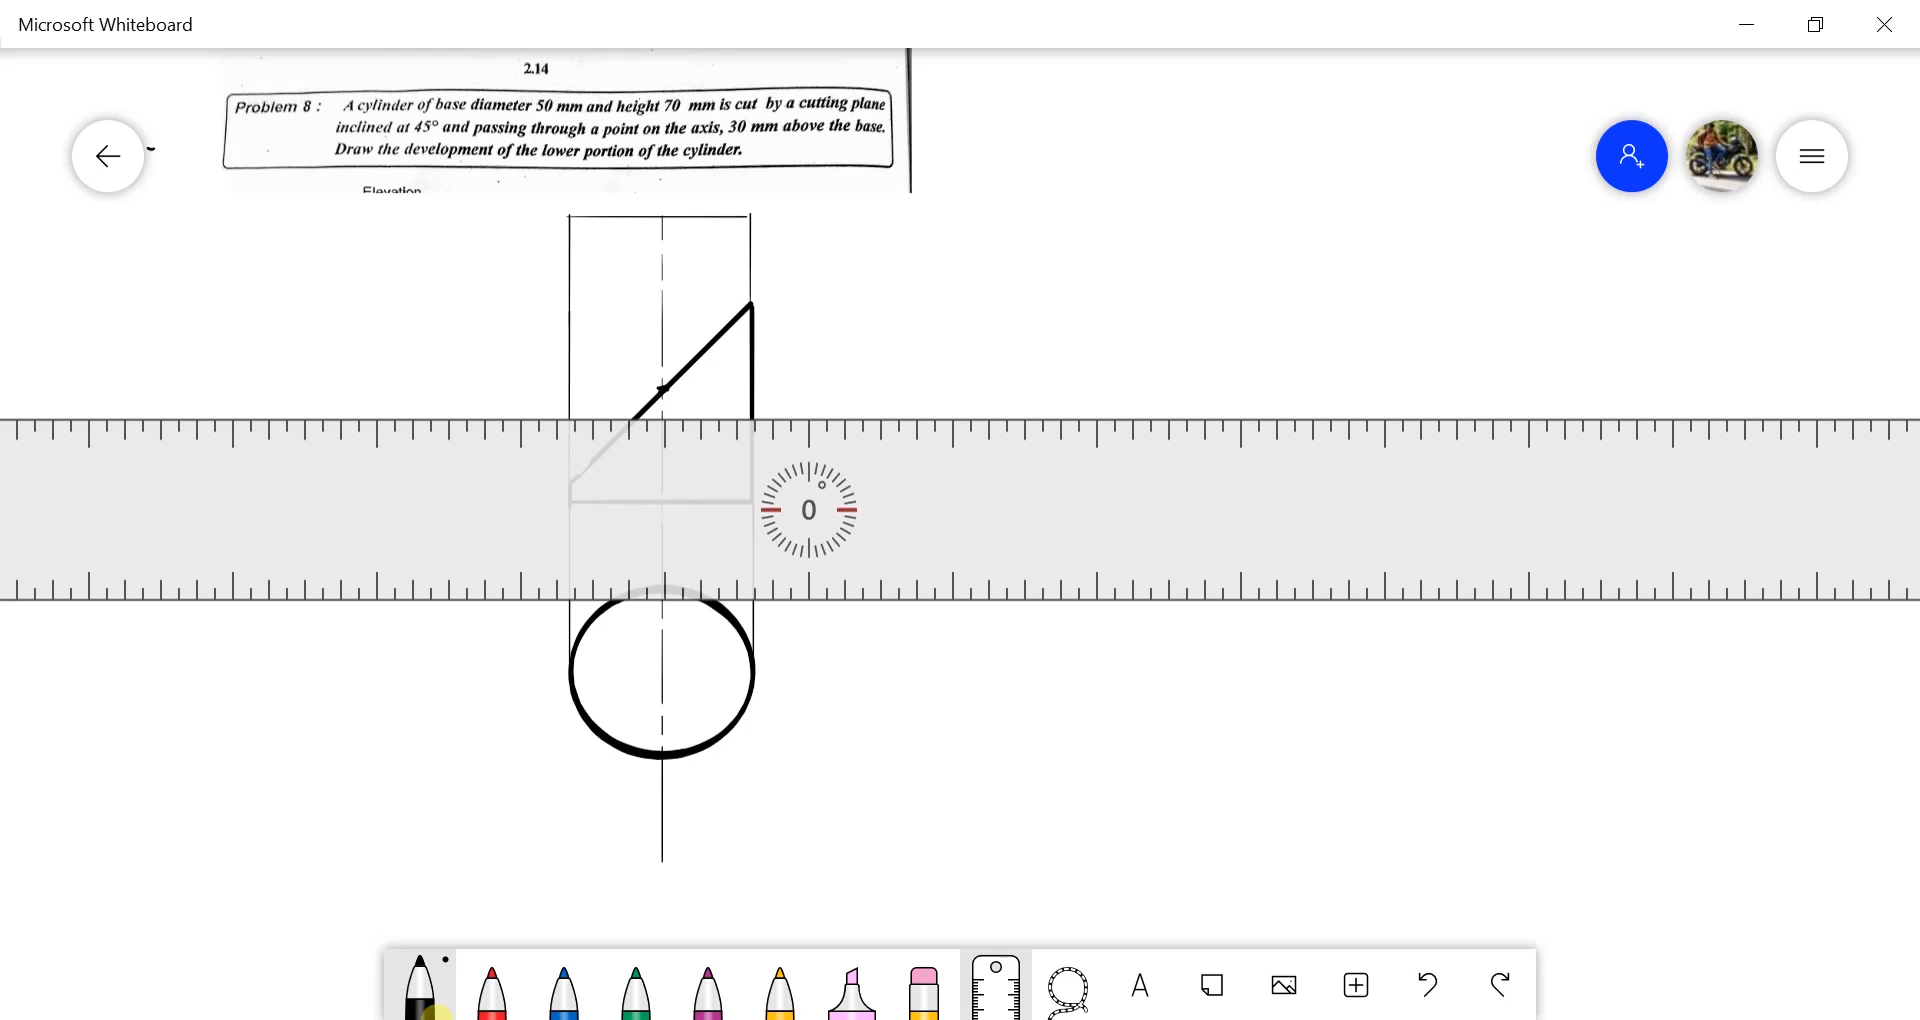 Microsoft Whiteboard
2.14
Problem 8 : A cylinder of base diameter 50 mm and height 70 mm is cut by a cutting plane
inclined at 45° and passing through a point on the axis, 30 mm above the base.
Draw the development of the lower portion of the cylinder.
Elevation
0°